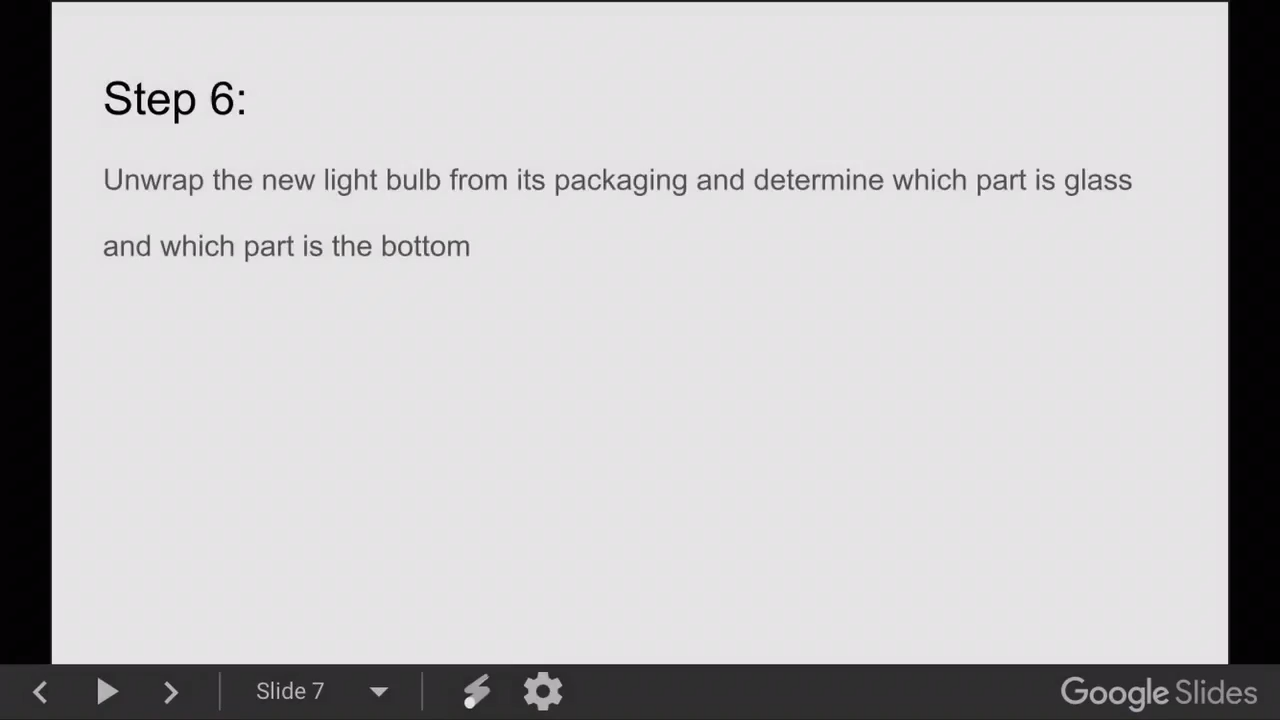 Step 6:
Unwrap the new light bulb from its packaging and determine which part is glass
and which part is the bottom
Slide 7
Google Slides